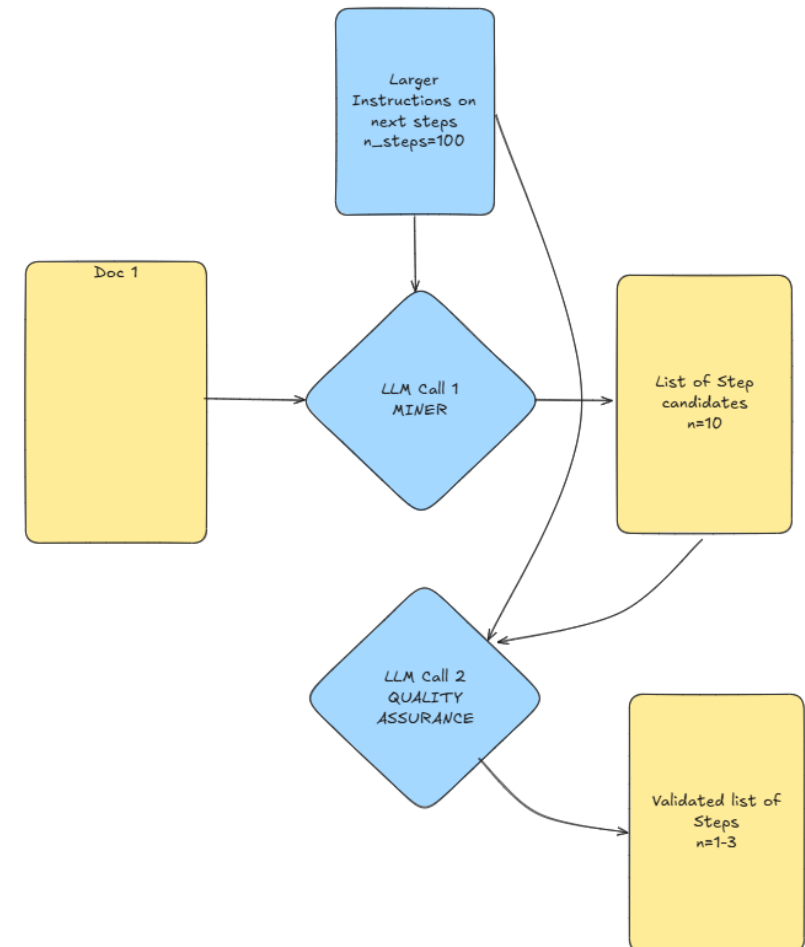 Larger
Instructions on
next steps
n_steps=100
Doc 1
LLM Call 1
MINER
List of Step
candidates
n=10
LLM Call 2
QUALITY
ASSURANCE
Validated list of
Steps
n=1-3